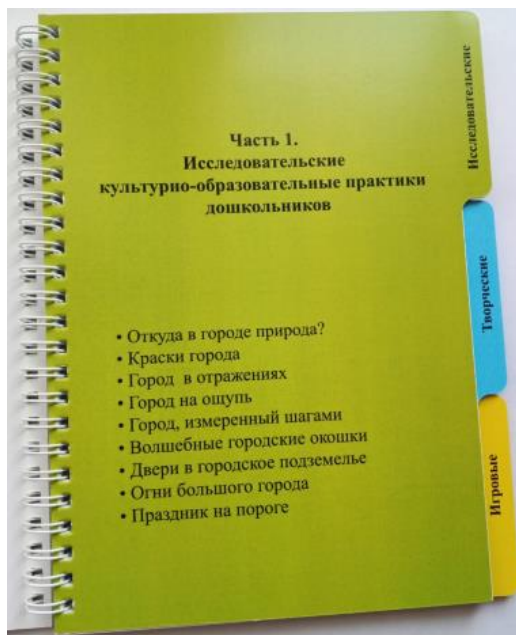 Часть 1.
Исследовательские
культурно-образовательные практики
дошкольников
• Откуда в городе природа?
• Краски города
• Город в отражениях
• Город на ощупь
• Город, измеренный шагами
• Волшебные городские окошки
• Двери в городское подземелье
• Огни большого города
• Праздник на пороге
Исследовательские
Творческие
Игровые